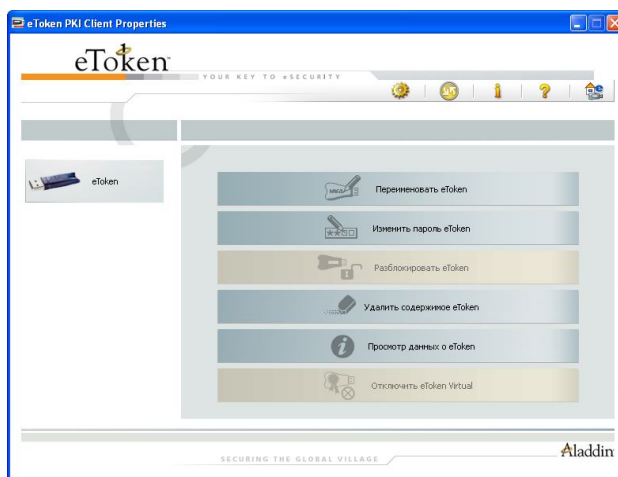 eToken PKI Client Properties
eToken
YOUR KEY TO eSECURITY
eToken
Переименовать eToken
Изменить пароль eToken
Разблокировать eToken
Удалить содержимое eToken
Просмотр данных о eToken
Отключить eToken Virtual
SECURING THE GLOBAL VILLAGE
Aladdin